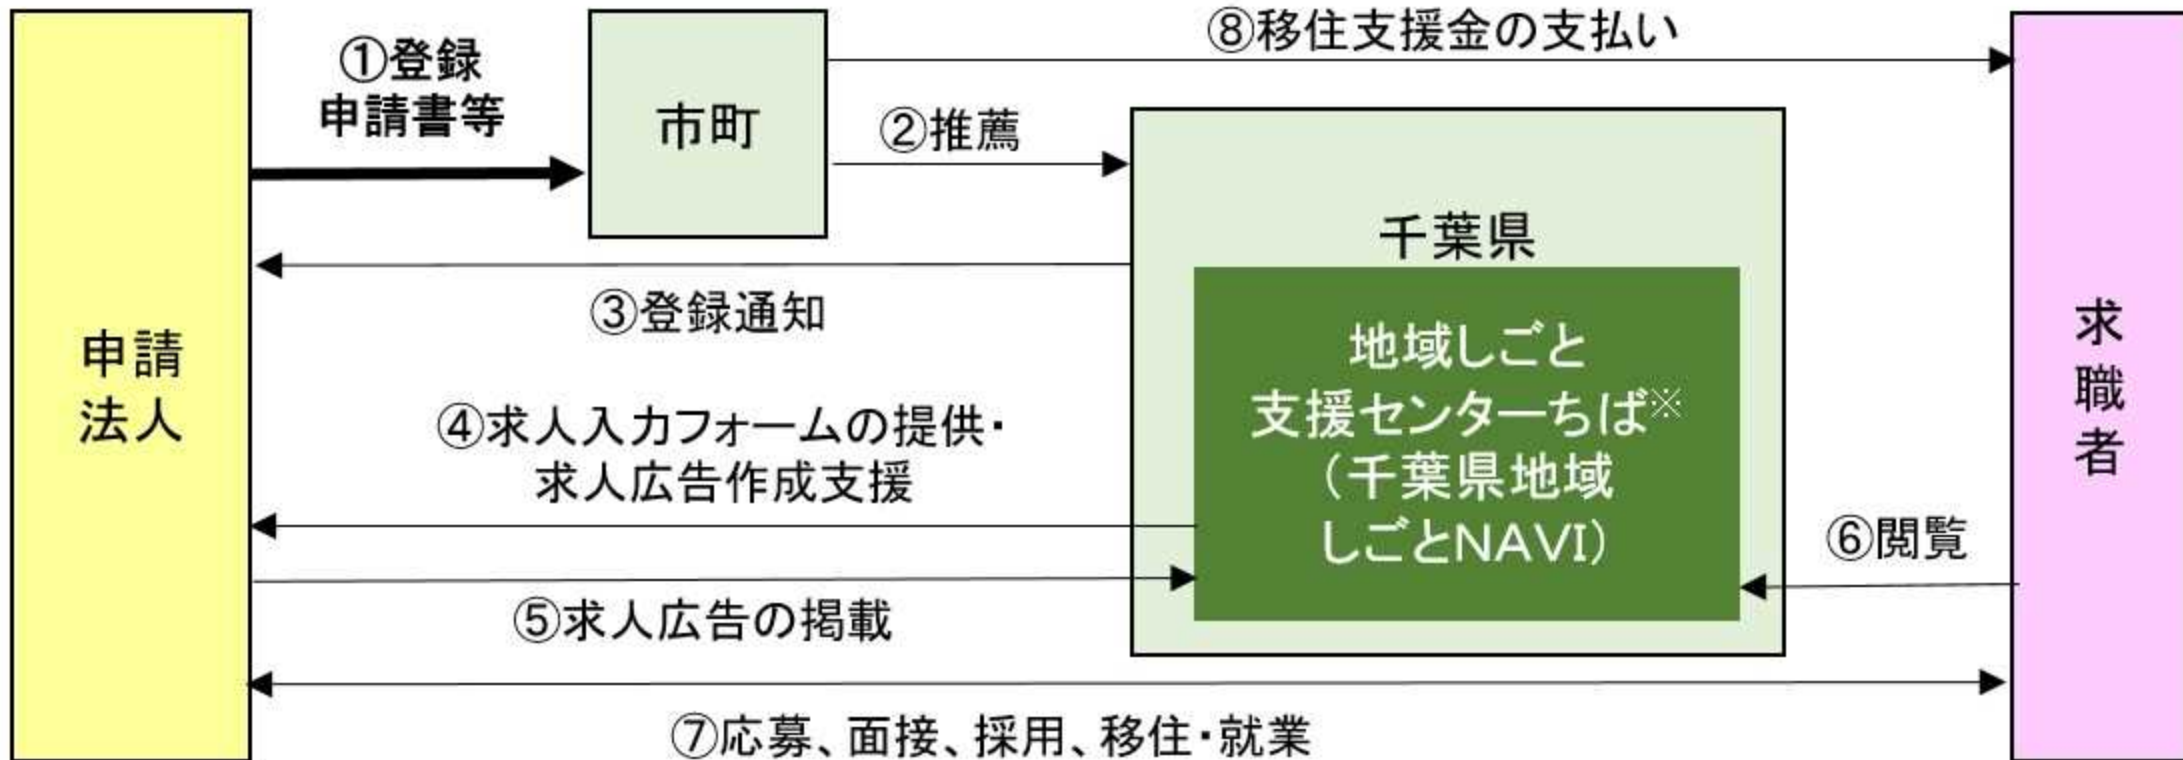 ①登録
申請書等
市町
⑧移住支援金の支払い
②推薦
千葉県
③登録通知
申請
法人
地域しごと
支援センターちば※
（千葉県地域
しごとNAVI）
求
職
者
④求人入力フォームの提供・
求人広告作成支援
⑥閲覧
⑤求人広告の掲載
⑦応募、面接、採用、移住・就業